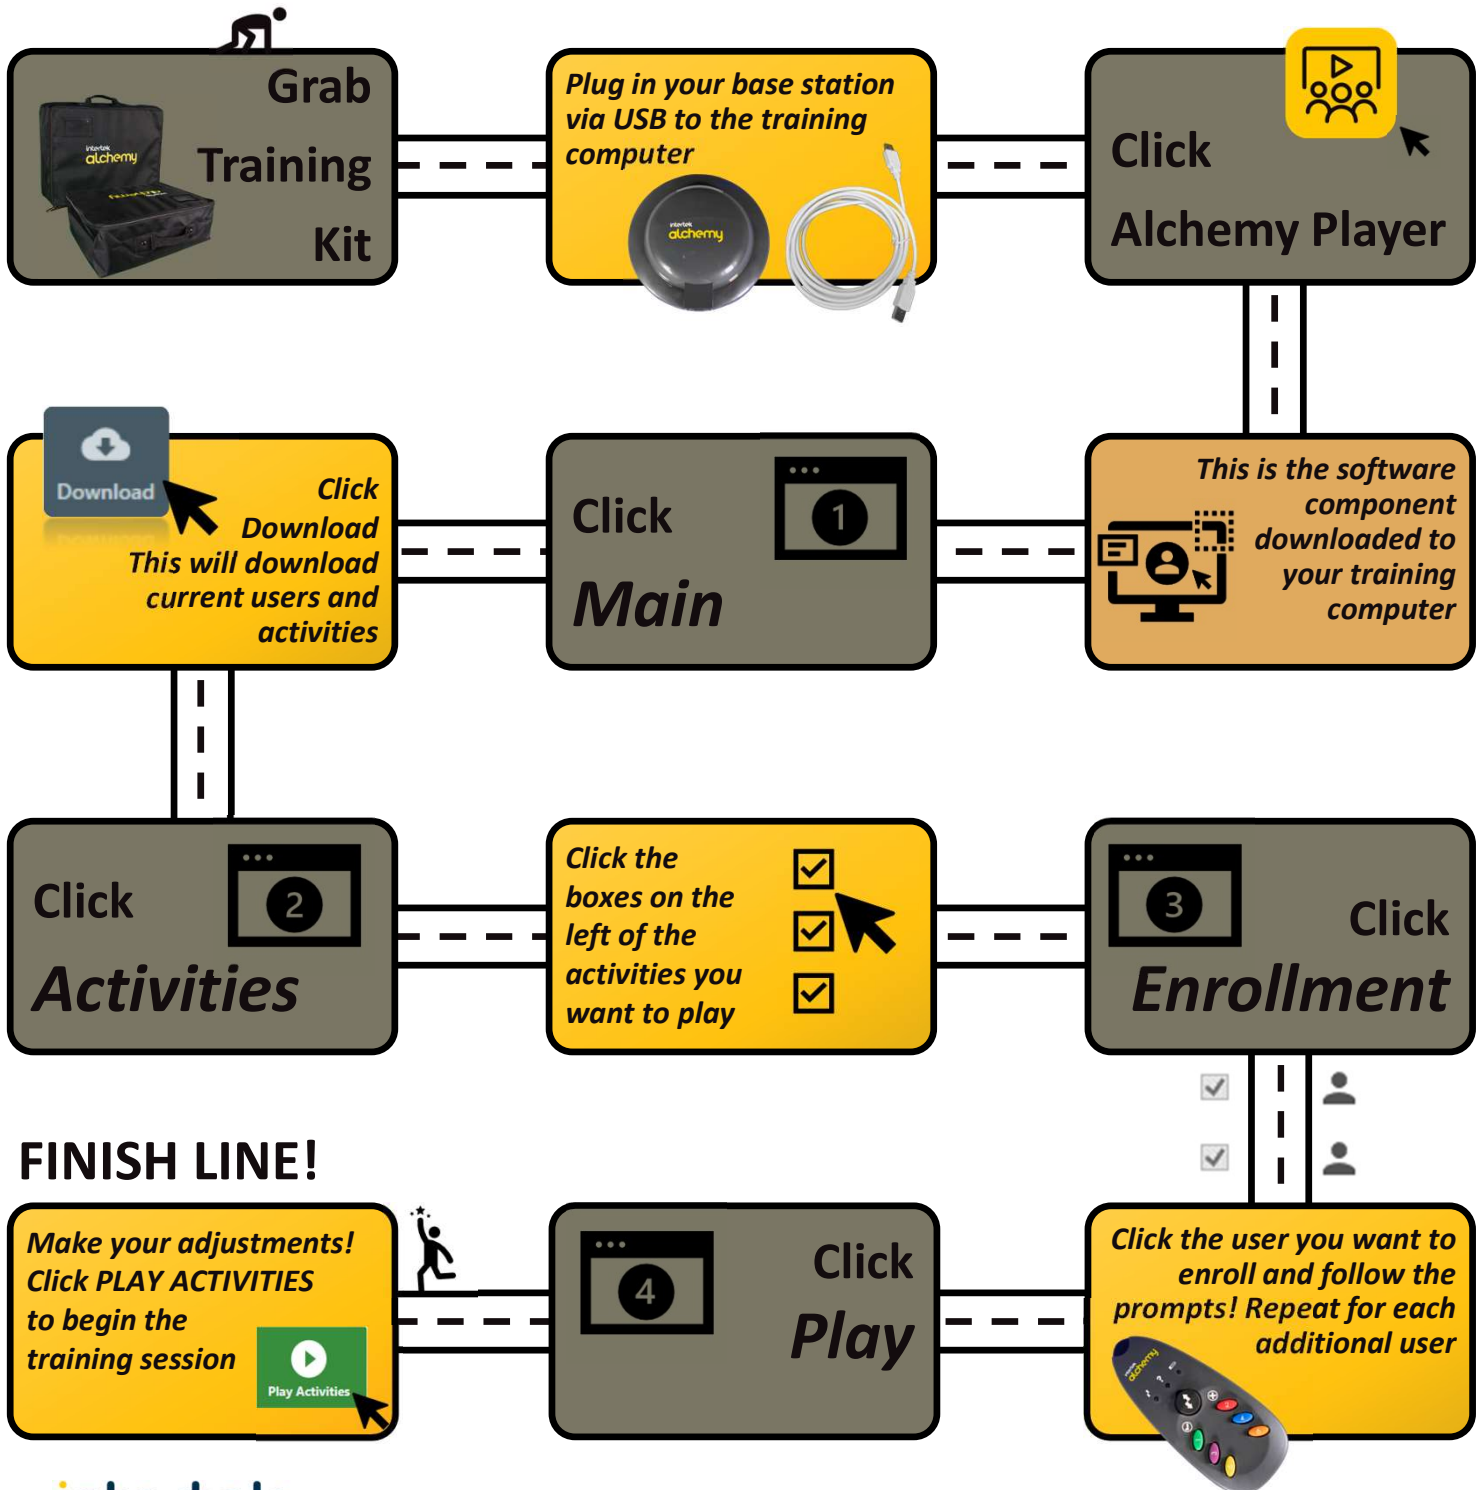 Grab
Training
Kit
intertek
alchemy
alchemy
Plug in your base station
via USB to the training
computer
intertek
alchemy
Click
Alchemy Player
Download
Click
Download
This will download
current users and
activities
Click
Main
1
This is the software
component
downloaded to
your training
computer
Click
Activities
2
Click the
boxes on the
left of the
activities you
want to play
3
Click
Enrollment
FINISH LINE!
Make your adjustments!
Click PLAY ACTIVITIES
to begin the
training session
Play Activities
4
Click
Play
Click the user you want to
enroll and follow the
prompts! Repeat for each
additional user
intertek
alchemy